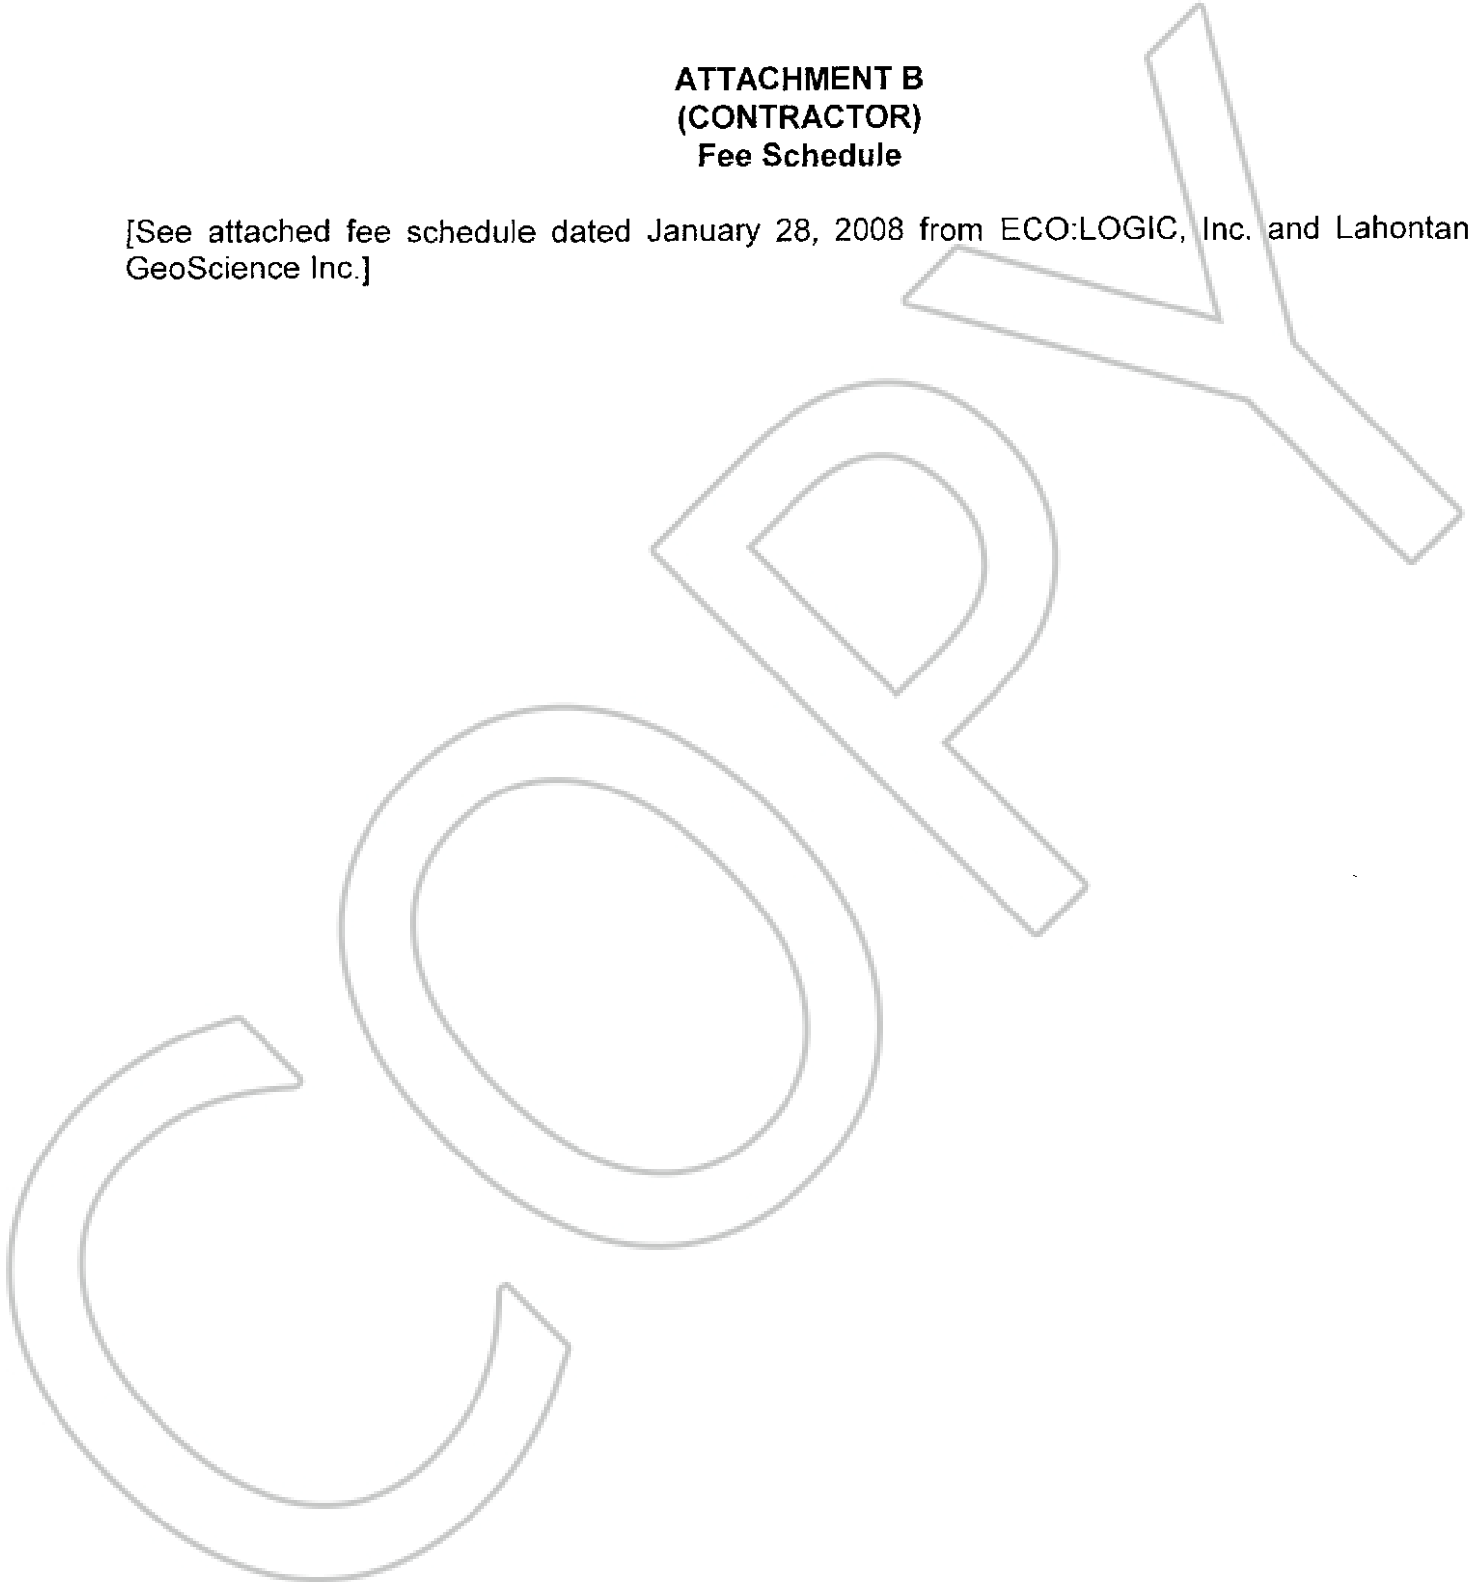 ATTACHMENT B
(CONTRACTOR)
Fee Schedule
[See attached fee schedule dated January 28, 2008 from ECO:LOGIC, Inc. and Lahontan
GeoScience Inc.]
COPY